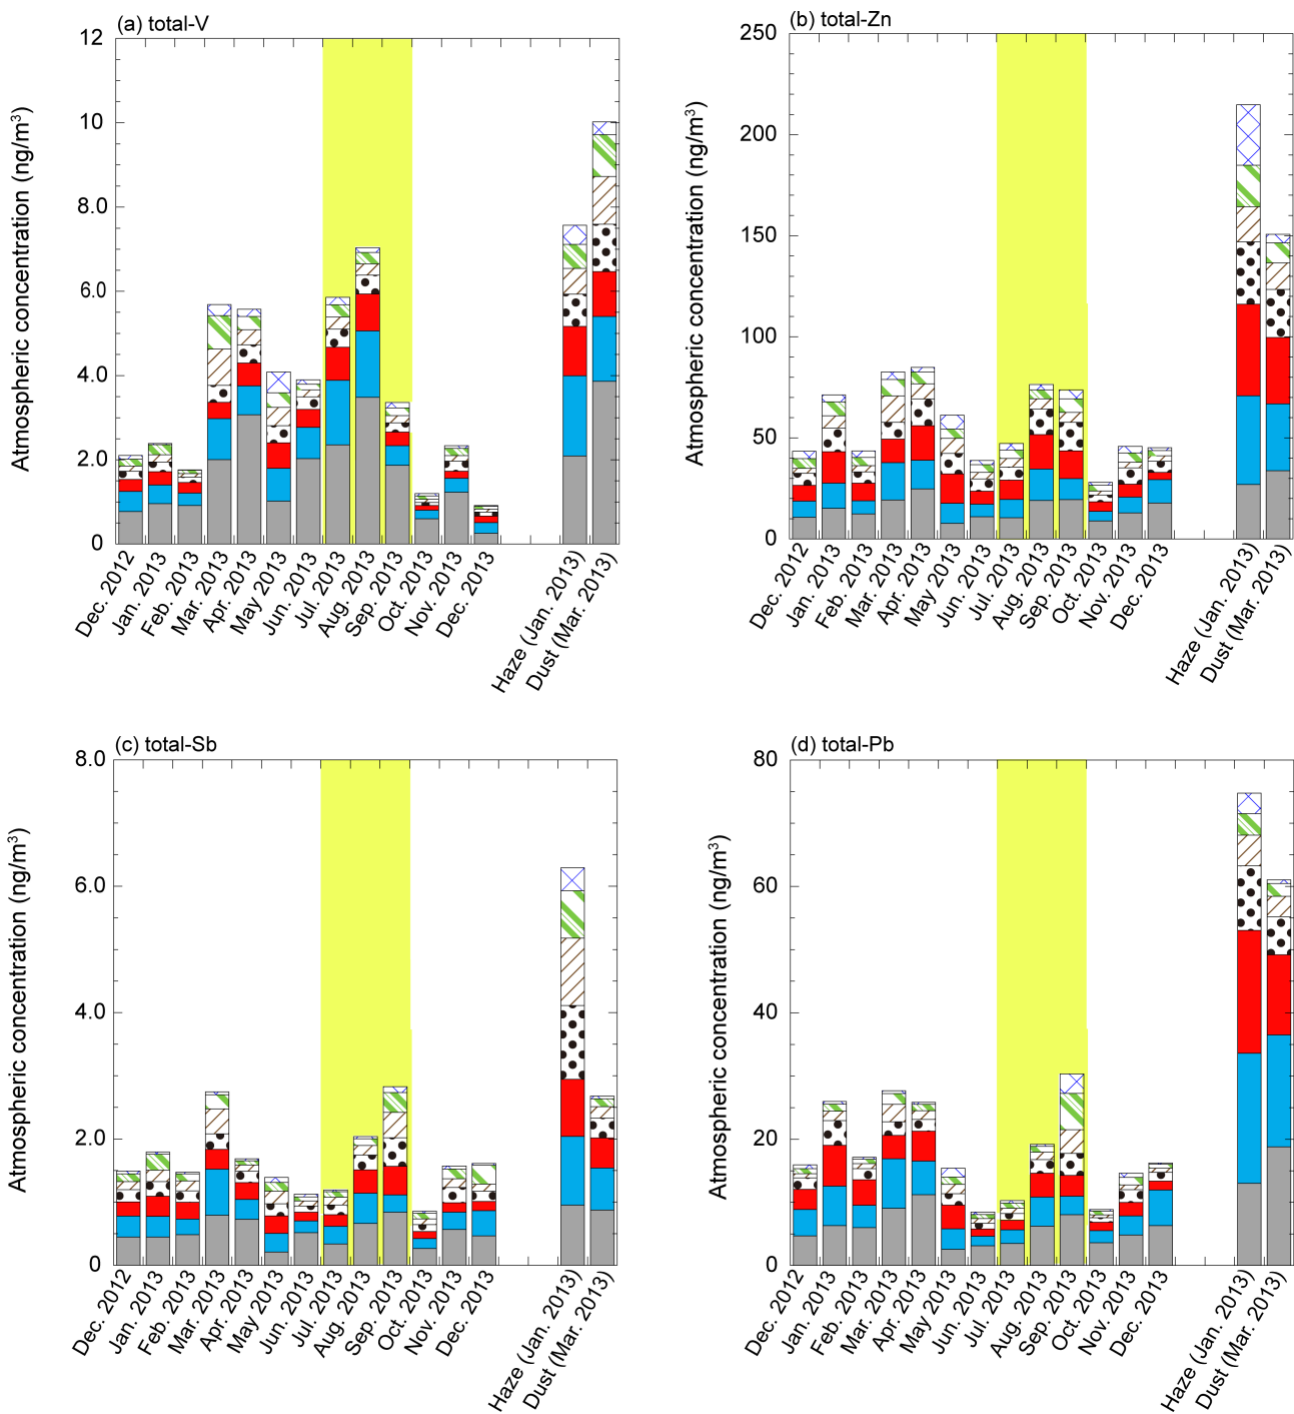 (a) total-V
Atmospheric concentration (ng/m³)
12
10
8.0
6.0
4.0
2.0
0
Dec. 2012
Jan. 2013
Feb. 2013
Mar. 2013
Apr. 2013
May 2013
Jun. 2013
Jul. 2013
Aug. 2013
Sep. 2013
Oct. 2013
Nov. 2013
Dec. 2013
Haze (Jan. 2013)
Dust (Mar. 2013)
(b) total-Zn
Atmospheric concentration (ng/m³)
250
200
150
100
50
0
Dec. 2012
Jan. 2013
Feb. 2013
Mar. 2013
Apr. 2013
May 2013
Jun. 2013
Jul. 2013
Aug. 2013
Sep. 2013
Oct. 2013
Nov. 2013
Dec. 2013
Haze (Jan. 2013)
Dust (Mar. 2013)
(c) total-Sb
Atmospheric concentration (ng/m³)
8.0
6.0
4.0
2.0
0
Dec. 2012
Jan. 2013
Feb. 2013
Mar. 2013
Apr. 2013
May 2013
Jun. 2013
Jul. 2013
Aug. 2013
Sep. 2013
Oct. 2013
Nov. 2013
Dec. 2013
Haze (Jan. 2013)
Dust (Mar. 2013)
(d) total-Pb
Atmospheric concentration (ng/m³)
80
60
40
20
0
Dec. 2012
Jan. 2013
Feb. 2013
Mar. 2013
Apr. 2013
May 2013
Jun. 2013
Jul. 2013
Aug. 2013
Sep. 2013
Oct. 2013
Nov. 2013
Dec. 2013
Haze (Jan. 2013)
Dust (Mar. 2013)